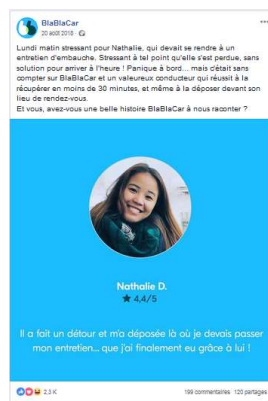 BlaBlaCar
20 août 2018
Lundi matin stressant pour Nathalie, qui devait se rendre à un
entretien d'embauche. Stressant à tel point qu'elle s'est perdue, sans
solution pour arriver à l'heure ! Panique à bord... mais c'était sans
compter sur BlaBlaCar et un valeureux conducteur qui réussit à la
récupérer en moins de 30 minutes, et même à la déposer devant son
lieu de rendez-vous.
Et vous, avez-vous une belle histoire BlaBlaCar à nous raconter ?
Nathalie D.
★ 4,4/5
Il a fait un détour et m'a déposée là où je devais passer
mon entretien... que j'ai finalement eu grâce à lui !
2,3 K
199 commentaires 120 partages